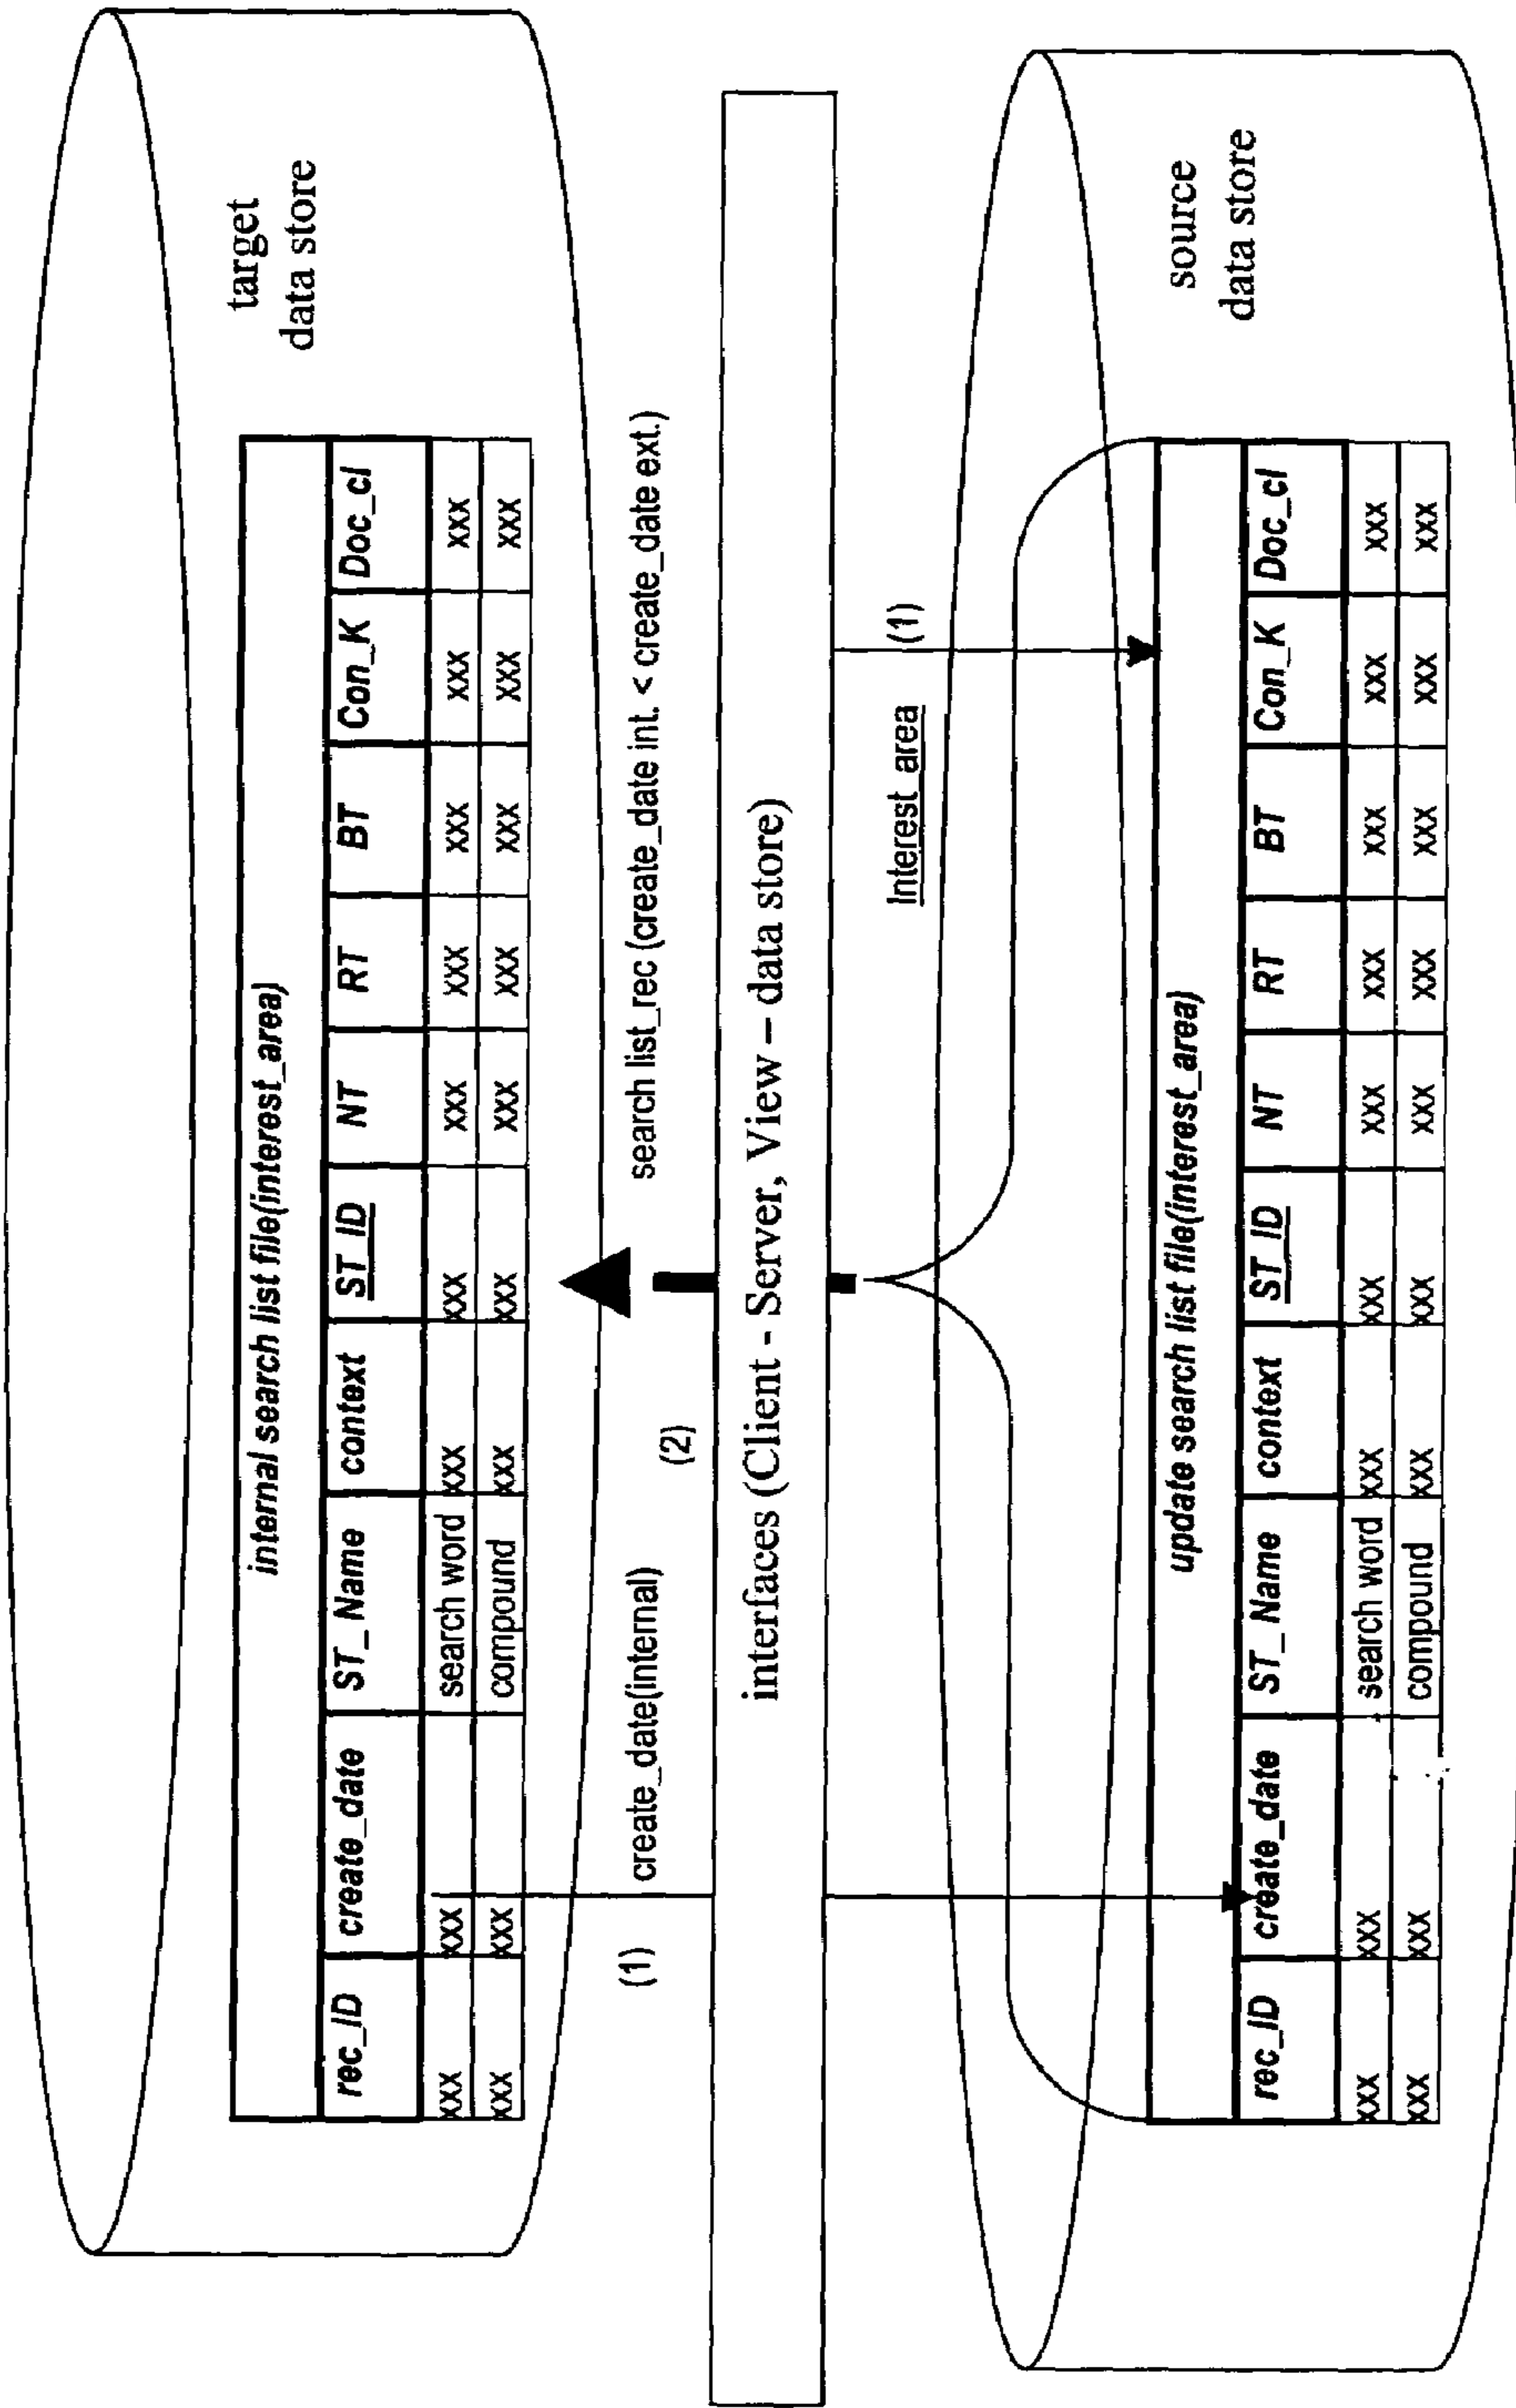 target
data store
internal search list file(interest_area)
rec_ID create_date ST_Name context ST_ID NT RT BT Con_K Doc_cl
xxx xxx search word xxx xxx xxx xxx xxx xxx xxx
xxx xxx compound xxx xxx xxx xxx xxx xxx xxx
(1) create_date(internal) (2) search list_rec (create_date int. < create_date ext.)
interfaces (Client - Server, View – data store)
Interest_area (1)
source
data store
update search list file(interest_area)
rec_ID create_date ST_Name context ST_ID NT RT BT Con_K Doc_cl
xxx xxx search word xxx xxx xxx xxx xxx xxx xxx
xxx xxx compound xxx xxx xxx xxx xxx xxx xxx